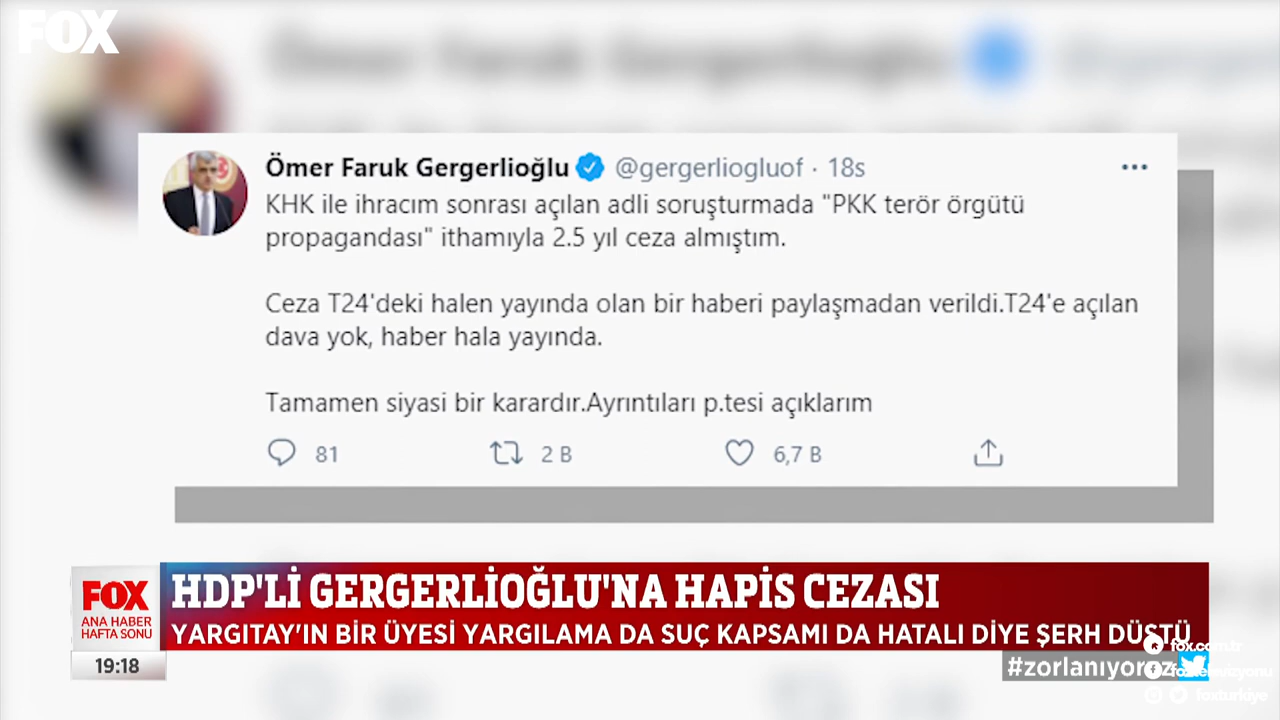 FOX
Ömer Faruk Gergerlioğlu @gergerliogluof · 18s
KHK ile ihracım sonrası açılan adli soruşturmada "PKK terör örgütü
propagandası" ithamıyla 2.5 yıl ceza almıştım.
Ceza T24'deki halen yayında olan bir haberi paylaşmadan verildi.T24'e açılan
dava yok, haber hala yayında.
Tamamen siyasi bir karardır.Ayrıntıları p.tesi açıklarım
81 2 B 6,7 B
HDP'Lİ GERGERLİOĞLU'NA HAPİS CEZASI
FOX
ANA HABER
HAFTA SONU
YARGITAY'IN BİR ÜYESİ YARGILAMA DA SUÇ KAPSAMI DA HATALI DİYE ŞERH DÜŞTÜ
19:18
#zorlanıyoruz
fox.com.tr
foxturkiye